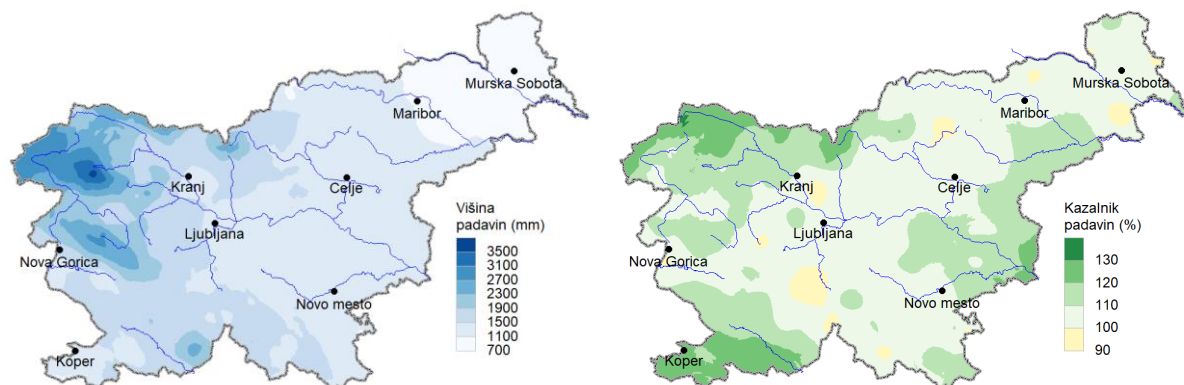 Murska Sobota
Maribor
Kranj
Celje
Ljubljana
Nova Gorica
Novo mesto
Koper
Višina
padavin (mm)
3500
3100
2700
2300
1900
1500
1100
700
Murska Sobota
Maribor
Kranj
Celje
Ljubljana
Nova Gorica
Novo mesto
Koper
Kazalnik
padavin (%)
130
120
110
100
90